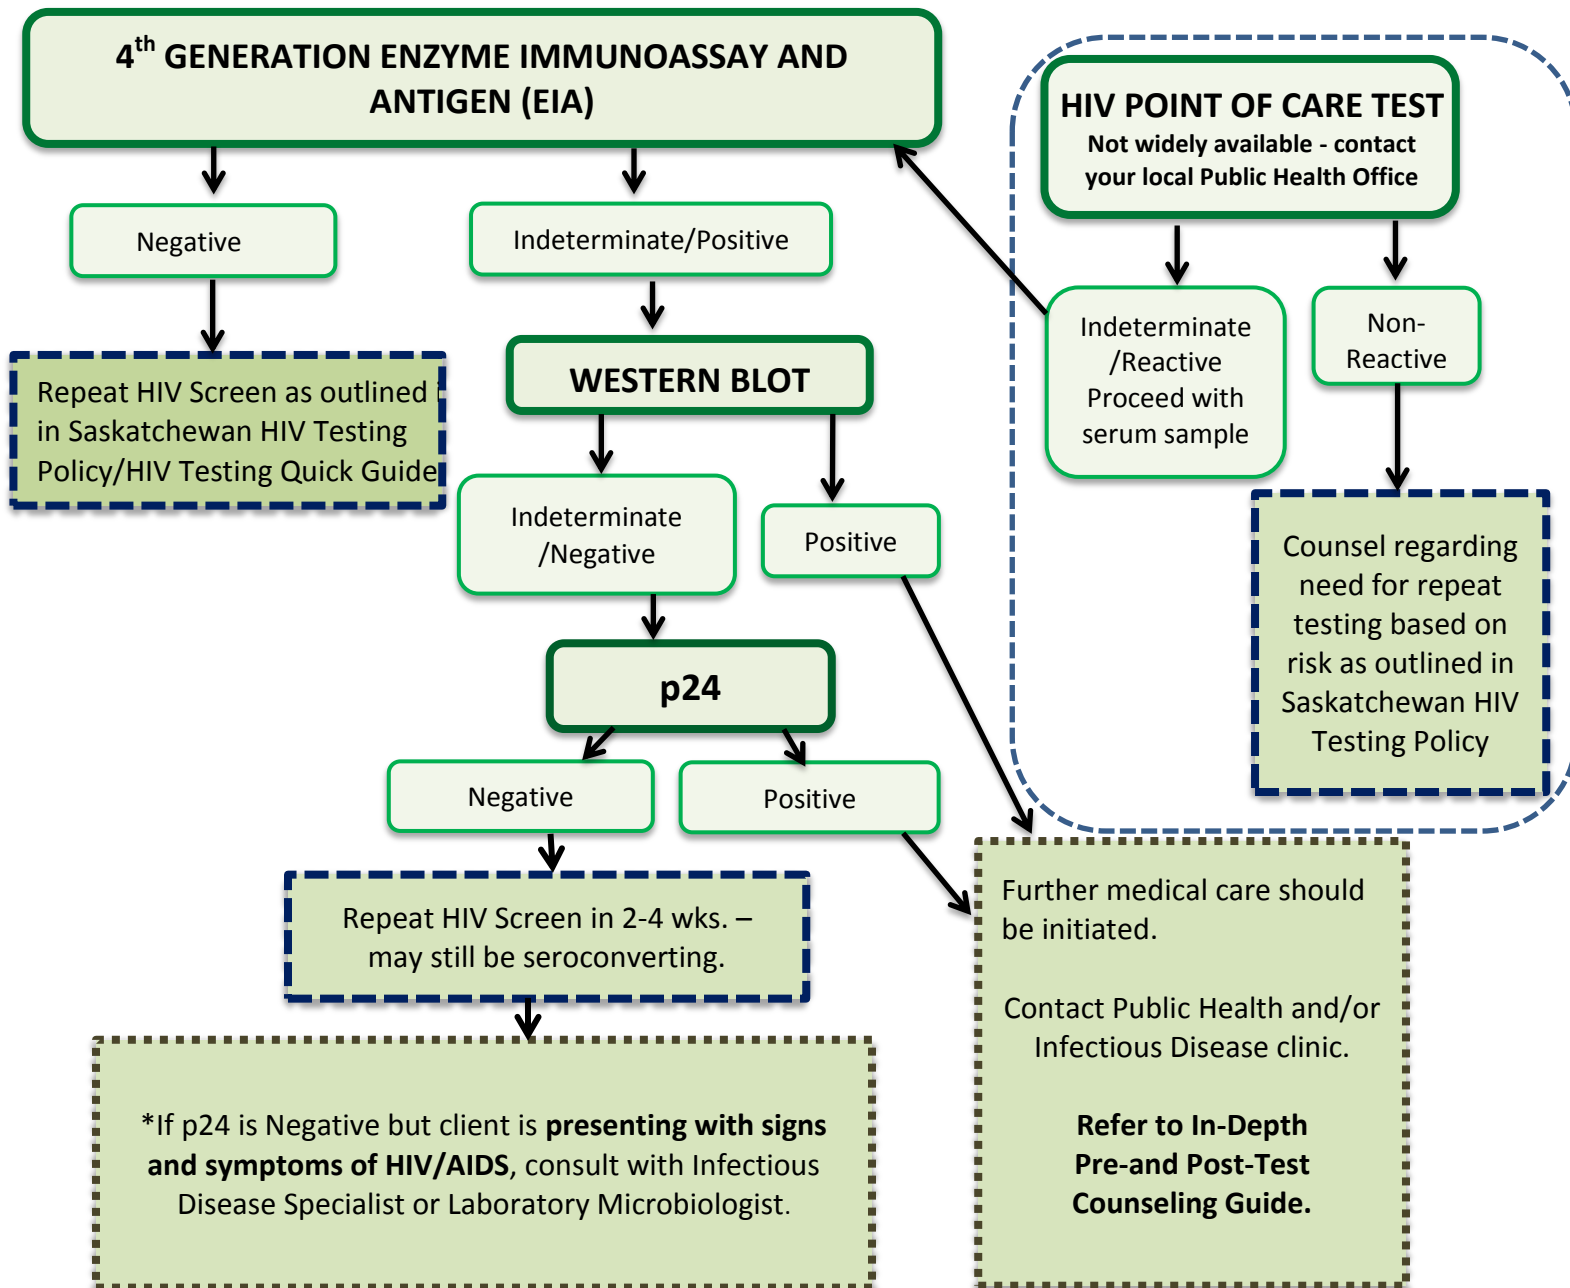 4th GENERATION ENZYME IMMUNOASSAY AND
ANTIGEN (EIA)
HIV POINT OF CARE TEST
Not widely available - contact
your local Public Health Office
Negative
Indeterminate/Positive
Indeterminate
/Reactive
Proceed with
serum sample
Non-
Reactive
Repeat HIV Screen as outlined i
in Saskatchewan HIV Testing
Policy/HIV Testing Quick Guide
WESTERN BLOT
Indeterminate
/Negative
Positive
Counsel regarding
need for repeat
testing based on
risk as outlined in
Saskatchewan HIV
Testing Policy
p24
Negative
Positive
Repeat HIV Screen in 2-4 wks. –
may still be seroconverting.
Further medical care should
be initiated.
Contact Public Health and/or
Infectious Disease clinic.
Refer to In-Depth
Pre-and Post-Test
Counseling Guide.
*If p24 is Negative but client is presenting with signs
and symptoms of HIV/AIDS, consult with Infectious
Disease Specialist or Laboratory Microbiologist.